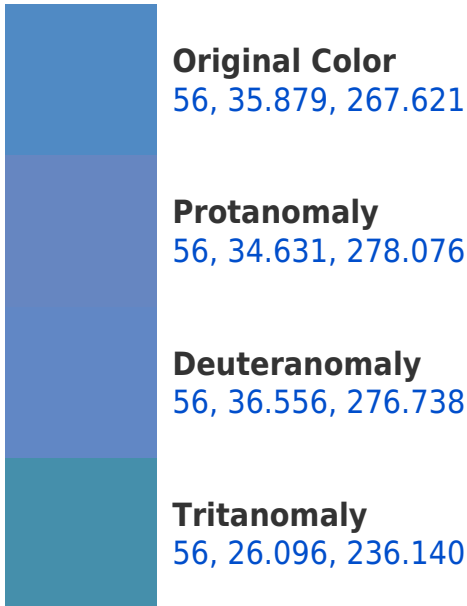 Original Color
56, 35.879, 267.621
Protanomaly
56, 34.631, 278.076
Deuteranomaly
56, 36.556, 276.738
Tritanomaly
56, 26.096, 236.140